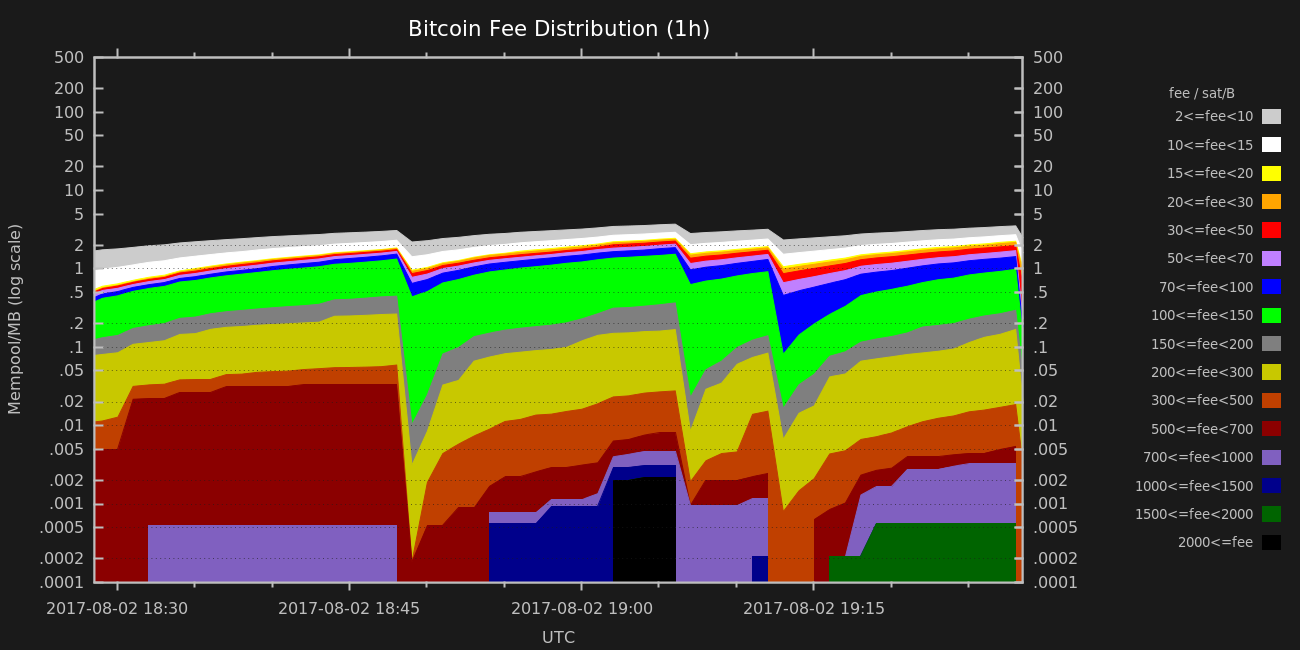 Bitcoin Fee Distribution (1h)
500 500
200 200
100 100
50 50
20 20
10 10
5 5
2 2
1 1
.5 .5
.2 .2
.1 .1
.05 .05
.02 .02
.01 .01
.005 .005
.002 .002
.001 .001
.0005 .0005
.0002 .0002
.0001 .0001
Mempool/MB (log scale)
2017-08-02 18:30 2017-08-02 18:45 2017-08-02 19:00 2017-08-02 19:15
UTC
fee / sat/B
2<=fee<10
10<=fee<15
15<=fee<20
20<=fee<30
30<=fee<50
50<=fee<70
70<=fee<100
100<=fee<150
150<=fee<200
200<=fee<300
300<=fee<500
500<=fee<700
700<=fee<1000
1000<=fee<1500
1500<=fee<2000
2000<=fee